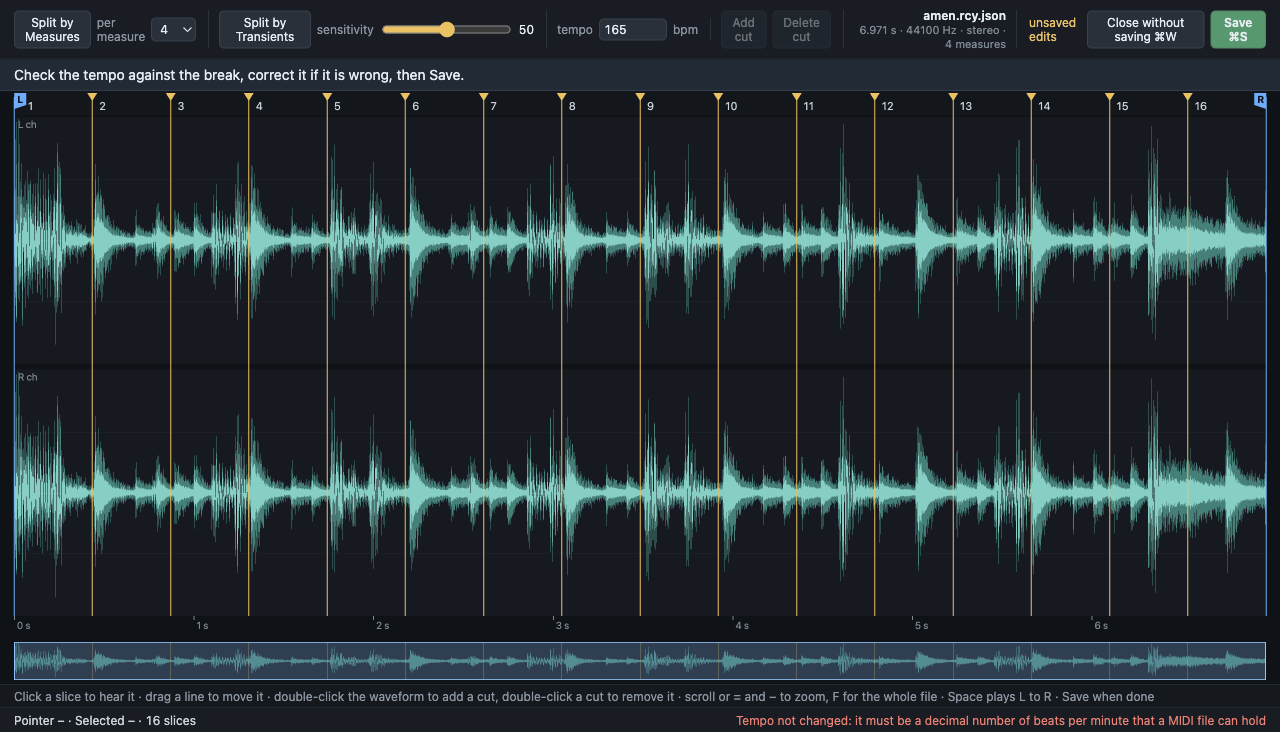 Split by
Measures
per
measure
4
Split by
Transients
sensitivity
50
tempo
165
bpm
Add
cut
Delete
cut
amen.rcy.json
6.971 s · 44100 Hz · stereo ·
4 measures
unsaved
edits
Close without
saving ⌘W
Save
⌘S
Check the tempo against the break, correct it if it is wrong, then Save.
L 1 2 3 4 5 6 7 8 9 10 11 12 13 14 15 16 R
L ch
R ch
0 s 1 s 2 s 3 s 4 s 5 s 6 s
Click a slice to hear it · drag a line to move it · double-click the waveform to add a cut, double-click a cut to remove it · scroll or = and − to zoom, F for the whole file · Space plays L to R · Save when done
Pointer – · Selected – · 16 slices
Tempo not changed: it must be a decimal number of beats per minute that a MIDI file can hold